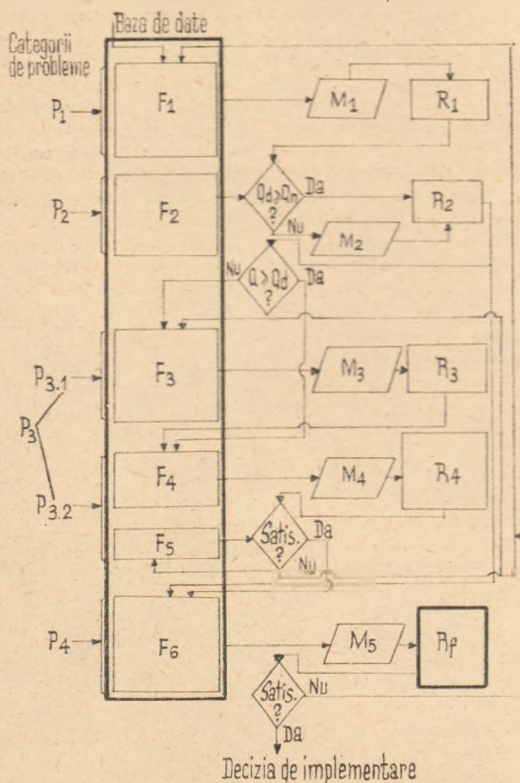 Baza de date
Categorii
de probleme
P1
F1
M1
R1
P2
F2
Qd ≥ Qn
?
Da
Nu
R2
M2
Nu
Q ≥ Qd
?
Da
P3.1
F3
M3
R3
P3
F4
M4
R4
P3.2
F5
Satis.
?
Da
Nu
P4
F6
M5
Rf
Satis.
?
Nu
Da
Decizia de implementare